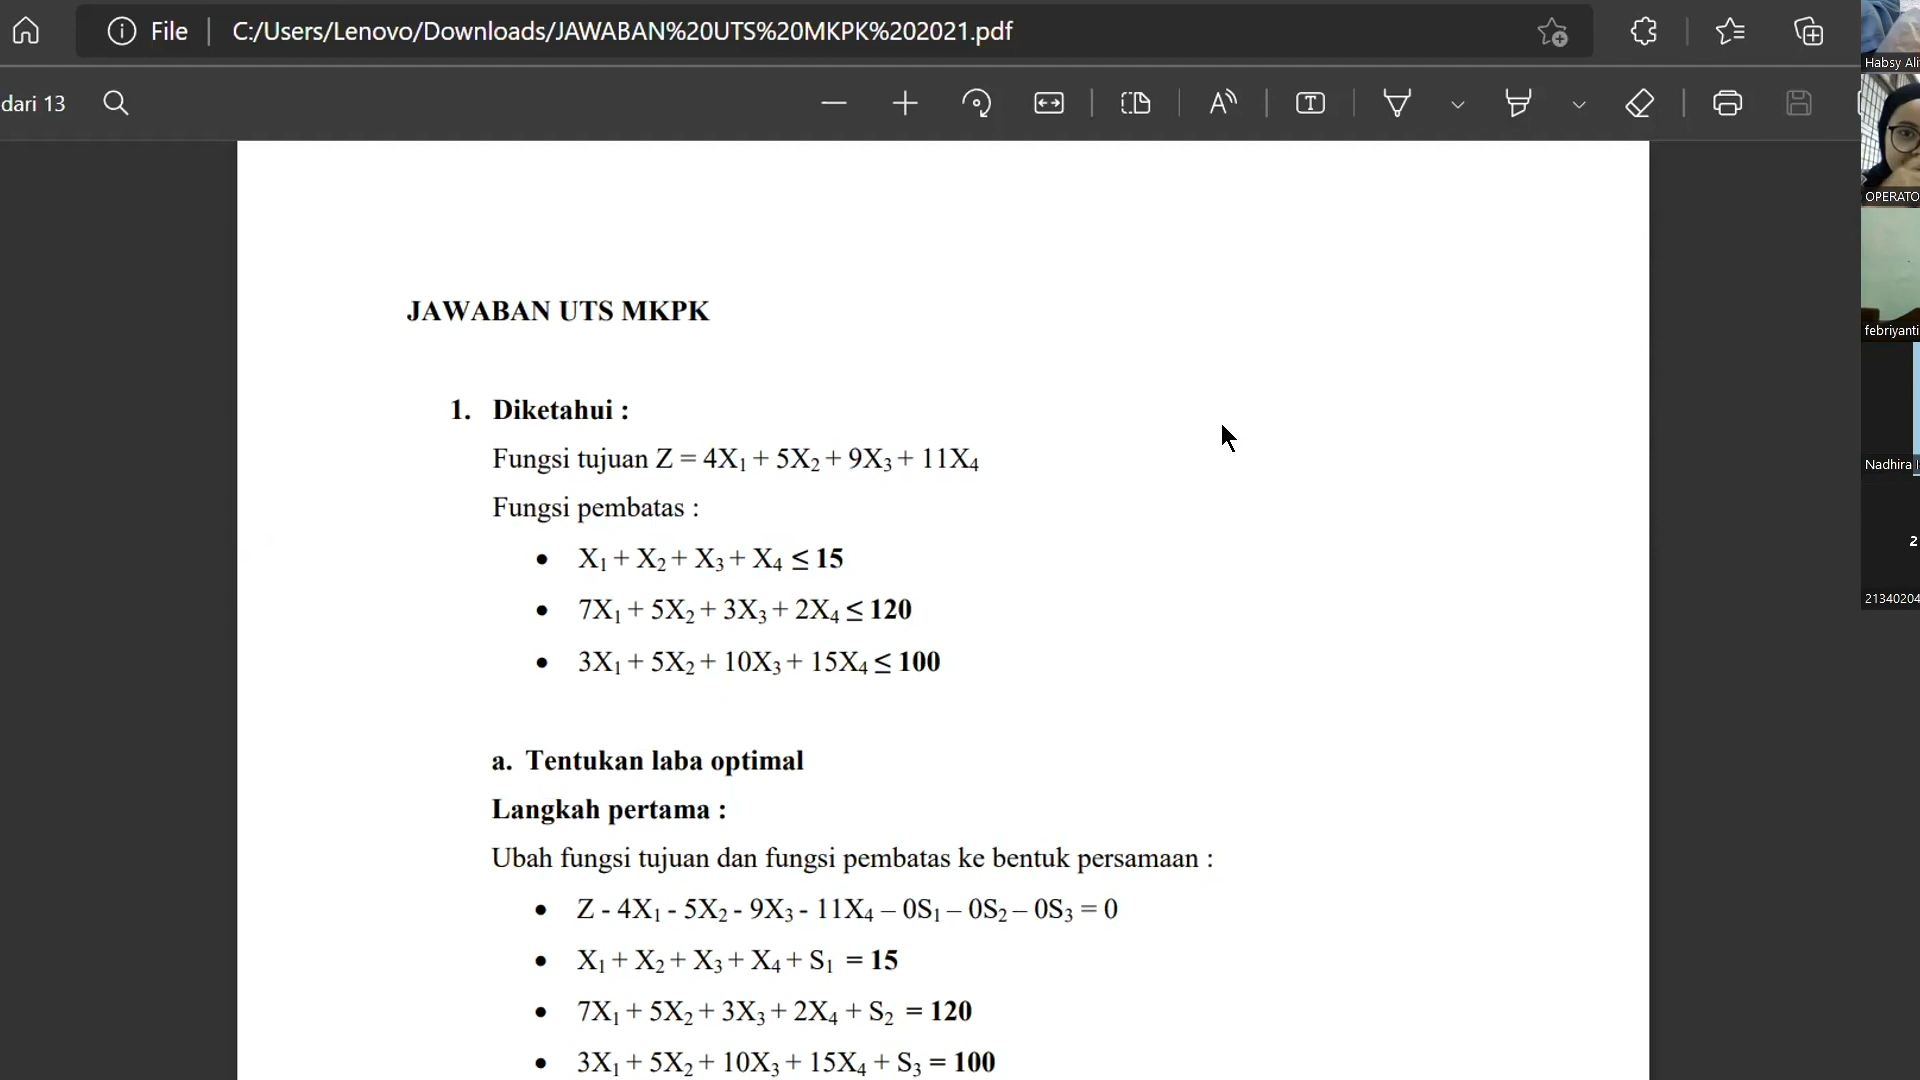 File | C:/Users/Lenovo/Downloads/JAWABAN%20UTS%20MKPK%202021.pdf
dari 13
Habsy Ali
OPERATO
febriyanti
Nadhira
2
21340204
JAWABAN UTS MKPK
1. Diketahui :
Fungsi tujuan Z = 4X₁ + 5X₂ + 9X₃ + 11X₄
Fungsi pembatas :
• X₁ + X₂ + X₃ + X₄ ≤ 15
• 7X₁ + 5X₂ + 3X₃ + 2X₄ ≤ 120
• 3X₁ + 5X₂ + 10X₃ + 15X₄ ≤ 100
a. Tentukan laba optimal
Langkah pertama :
Ubah fungsi tujuan dan fungsi pembatas ke bentuk persamaan :
• Z - 4X₁ - 5X₂ - 9X₃ - 11X₄ – 0S₁ – 0S₂ – 0S₃ = 0
• X₁ + X₂ + X₃ + X₄ + S₁ = 15
• 7X₁ + 5X₂ + 3X₃ + 2X₄ + S₂ = 120
• 3X₁ + 5X₂ + 10X₃ + 15X₄ + S₃ = 100